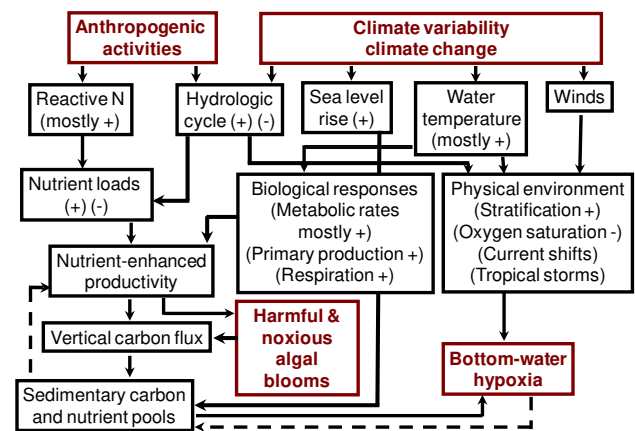 Anthropogenic
activities
Climate variability
climate change
Reactive N
(mostly +)
Hydrologic
cycle (+) (-)
Sea level
rise (+)
Water
temperature
(mostly +)
Winds
Nutrient loads
(+) (-)
Biological responses
(Metabolic rates
mostly +)
(Primary production +)
(Respiration +)
Physical environment
(Stratification +)
(Oxygen saturation -)
(Current shifts)
(Tropical storms)
Nutrient-enhanced
productivity
Harmful &
noxious
algal
blooms
Vertical carbon flux
Bottom-water
hypoxia
Sedimentary carbon
and nutrient pools